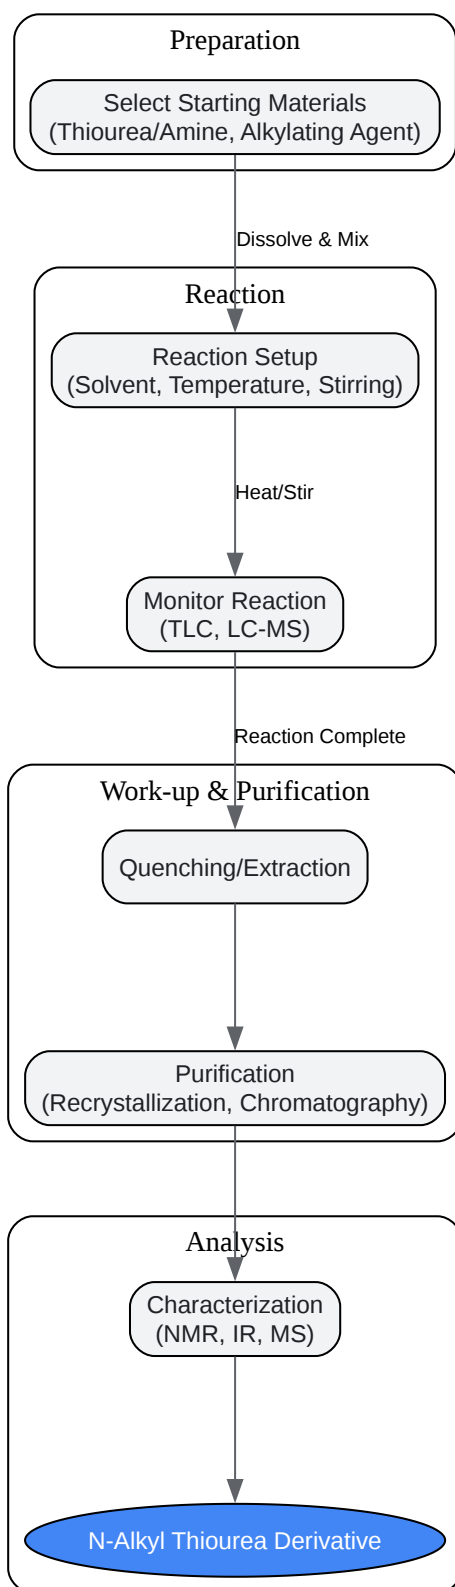 Preparation
Select Starting Materials
(Thiourea/Amine, Alkylating Agent)
Dissolve & Mix
Reaction
Reaction Setup
(Solvent, Temperature, Stirring)
Heat/Stir
Monitor Reaction
(TLC, LC-MS)
Reaction Complete
Work-up & Purification
Quenching/Extraction
Purification
(Recrystallization, Chromatography)
Analysis
Characterization
(NMR, IR, MS)
N-Alkyl Thiourea Derivative